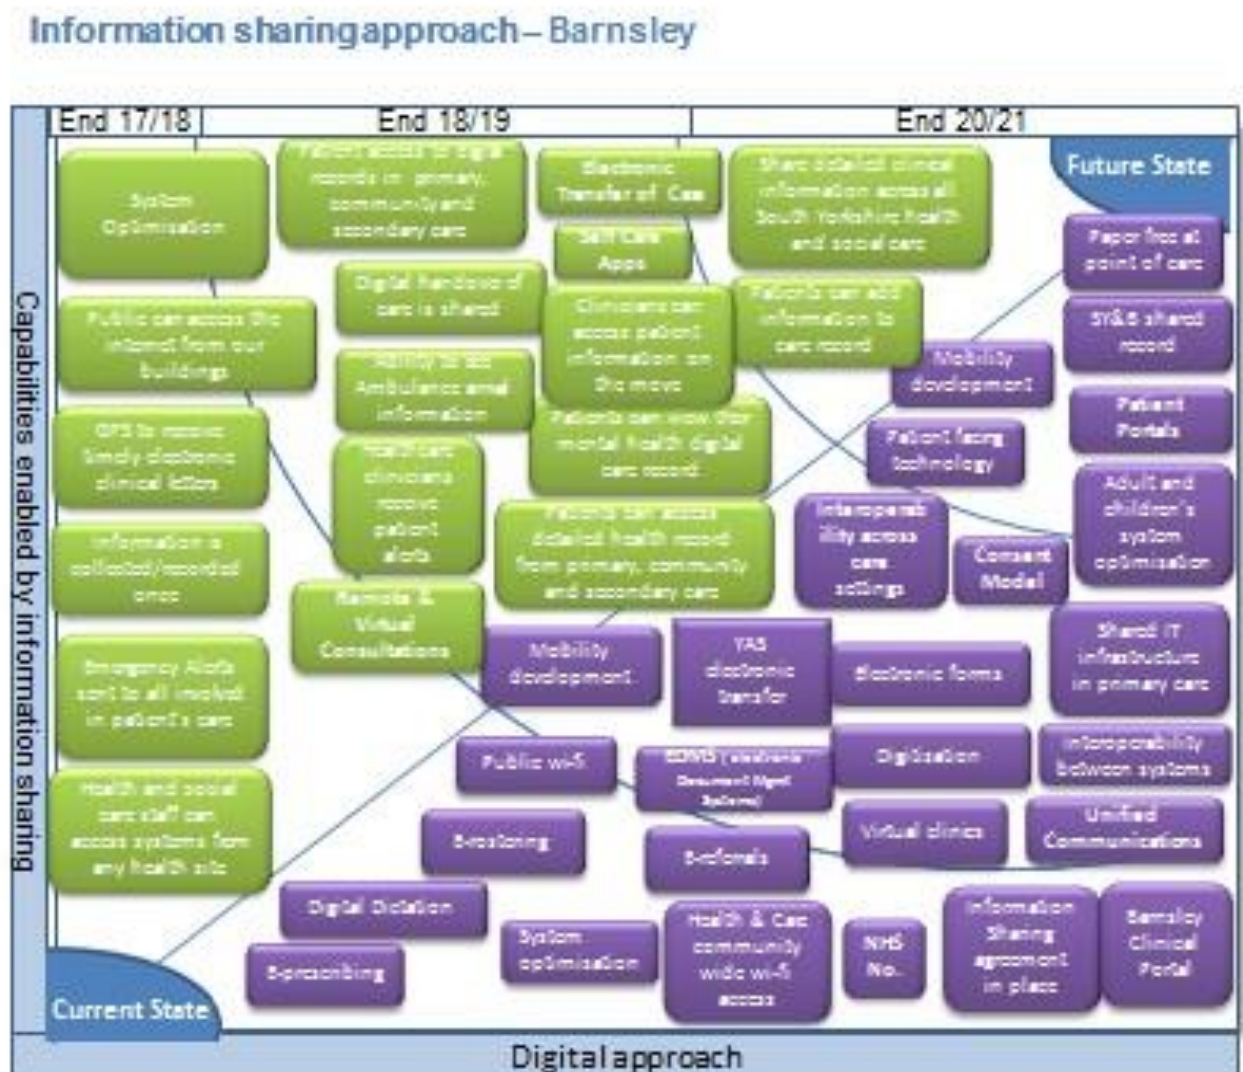 Information sharing approach – Barnsley
End 17/18
End 18/19
End 20/21
Capabilities enabled by information sharing
System
Optimisation
Public can access the
internet from our
buildings
GPS to receive
timely electronic
clinical letters
Information is
collected/recorded
once
Emergency Alerts
sent to all involved
in patient's care
Health and social
care staff can
access systems from
any health site
Current State
Patient access to digital
records in primary,
community and
secondary care
Digital handover of
care is shared
Ability to see
Ambulance
information
Healthcare
clinicians
receive
patient
alerts
Remote &
Virtual
Consultations
Electronic
Transfer of Care
Self Care
Apps
Clinicians can
access patient
information on
the move
Patients can view their
mental health digital
care record
Patients can access
detailed health record
from primary, community
and secondary care
Share detailed clinical
information across all
South Yorkshire health
and social care
Patients can add
information to
care record
Future State
Paper free at
point of care
SY&B shared
record
Mobility
development
Patient
Portals
Patient facing
technology
Adult and
children's
system
optimisation
Interoperab
ility across
care
settings
Consent
Model
Shared IT
infrastructure
in primary care
Mobility
development
YAS
electronic
transfer
Electronic forms
Public wi-fi
EDMS (electronic
Document Mgmt
Systems)
Digitization
Interoperability
between systems
E-rostering
E-referrals
Virtual clinics
Unified
Communications
Digital Dictation
E-prescribing
System
optimisation
Health & Care
community
wide wi-fi
access
NHS
No.
Information
Sharing
agreement
in place
Barnsley
Clinical
Portal
Digital approach